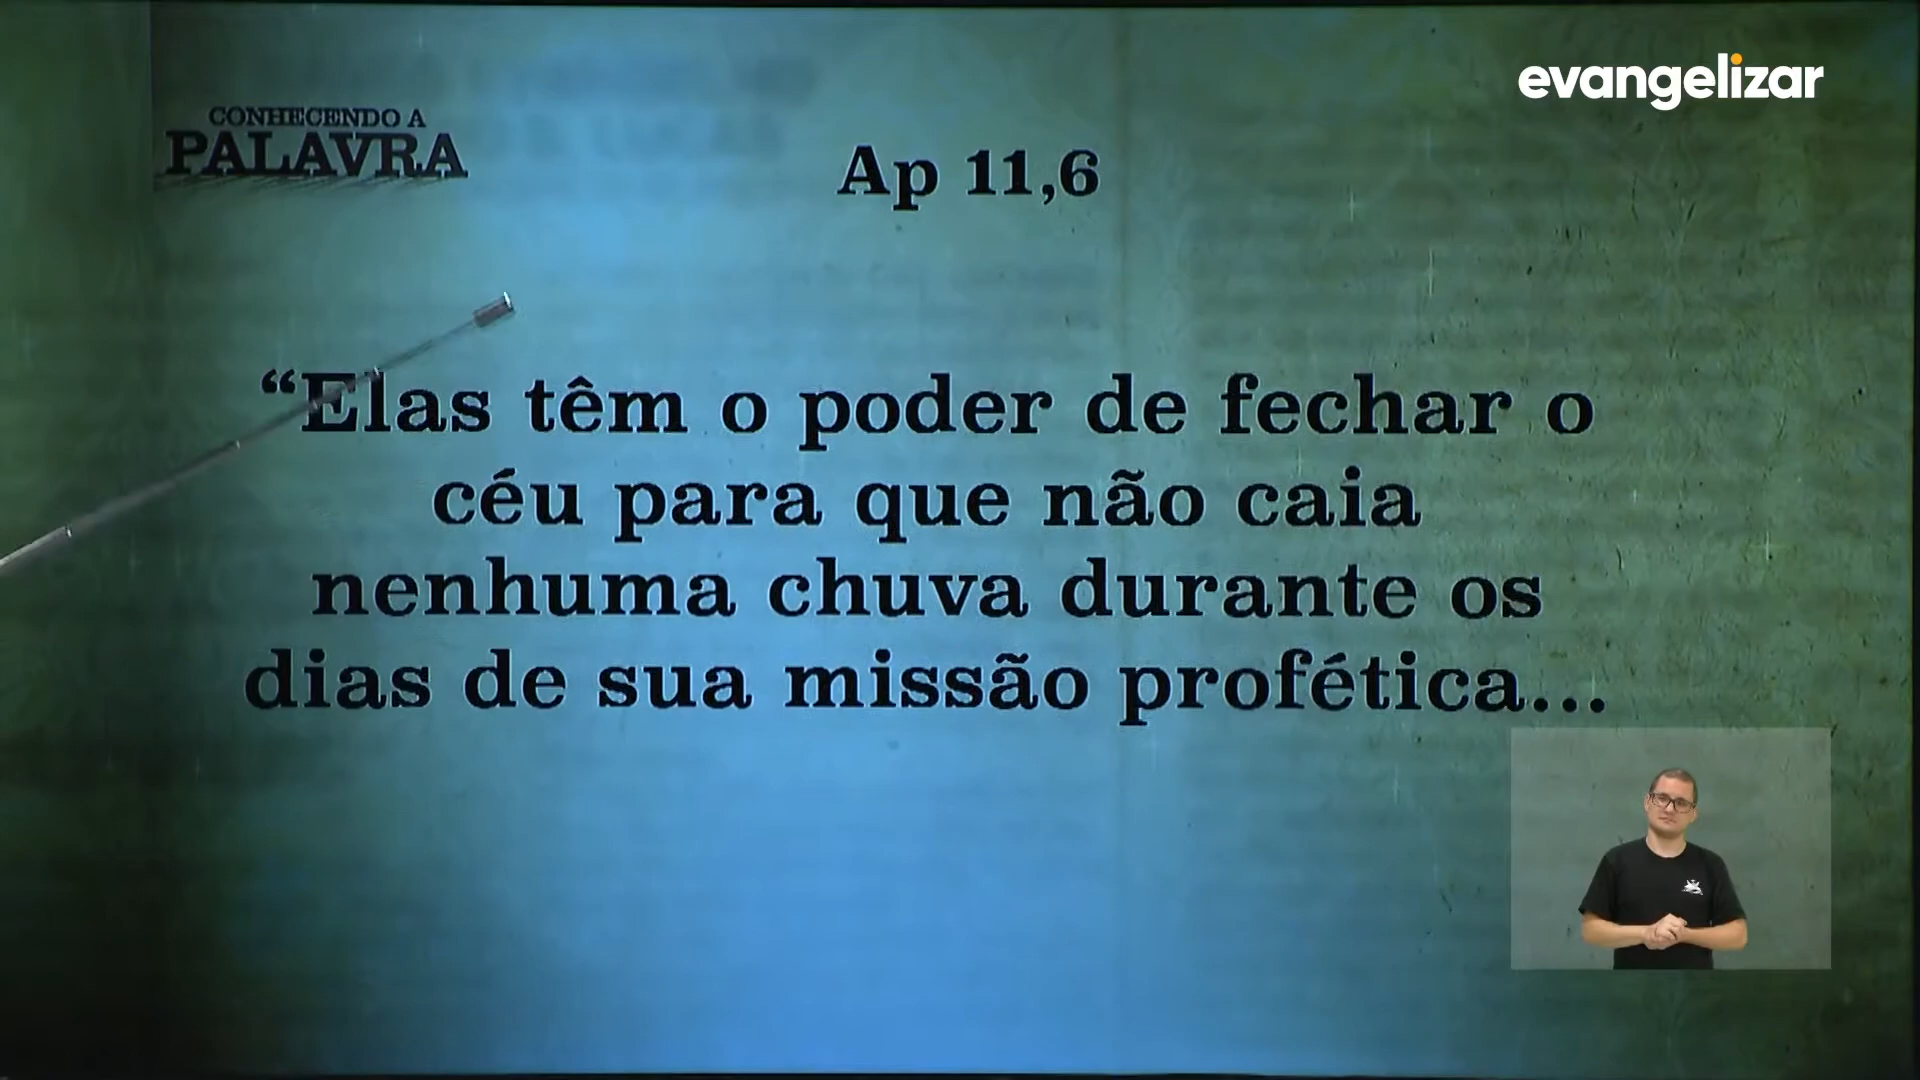 evangelizar
CONHECENDO A
PALAVRA
Ap 11,6
“Elas têm o poder de fechar o
céu para que não caia
nenhuma chuva durante os
dias de sua missão profética...